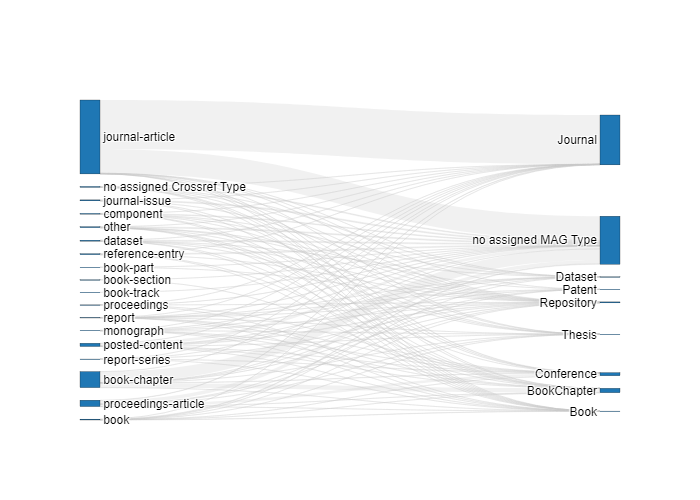 journal-article
no assigned Crossref Type
journal-issue
component
other
dataset
reference-entry
book-part
book-section
book-track
proceedings
report
monograph
posted-content
report-series
book-chapter
proceedings-article
book
Journal
no assigned MAG Type
Dataset
Patent
Repository
Thesis
Conference
BookChapter
Book